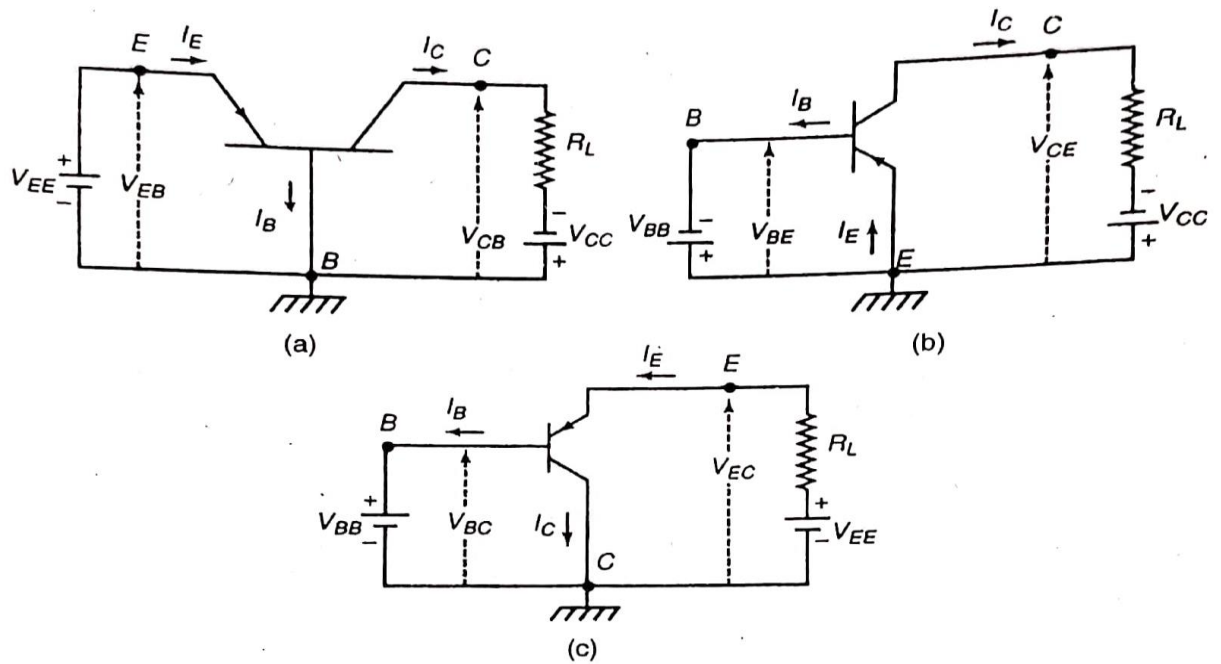 E
I_E
I_C
C
V_EE
+
-
V_EB
I_B
V_CB
R_L
-
V_CC
+
B
(a)
I_C
C
B
I_B
R_L
V_CE
V_BB
-
+
V_BE
I_E
-
V_CC
+
E
(b)
I_E
E
B
I_B
R_L
V_EC
V_BB
+
-
V_BC
I_C
+
V_EE
-
C
(c)